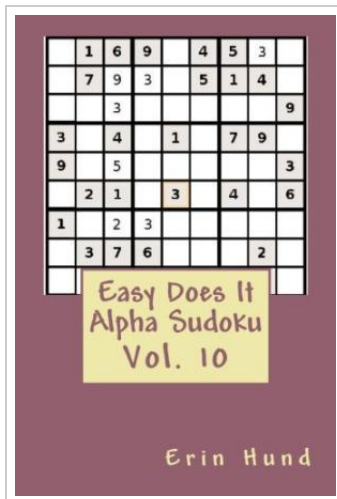 1 6 9 4 5 3
7 9 3 5 1 4
3 9
3 4 1 7 9
9 5 3
2 1 3 4 6
1 2 3
3 7 6 2
Easy Does It
Alpha Sudoku
Vol. 10
Erin Hund